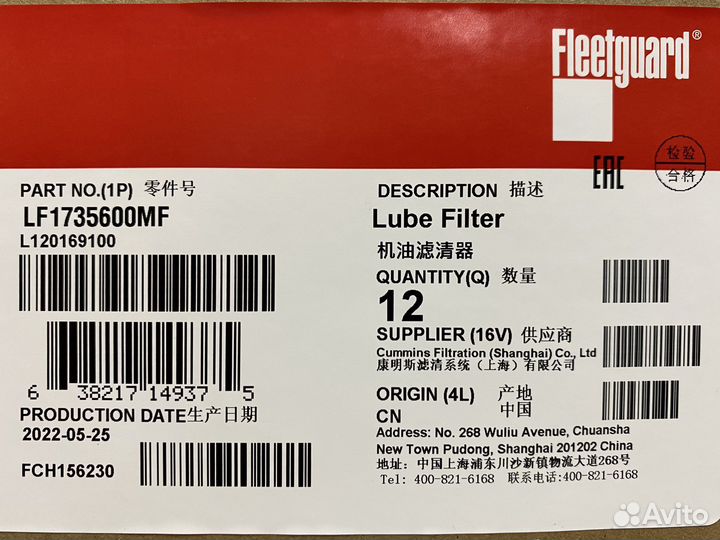 Fleetguard®
EAC
检验
合格
PART NO.(1P) 零件号
LF1735600MF
L120169100
6 38217 14937 5
PRODUCTION DATE生产日期
2022-05-25
FCH156230
DESCRIPTION 描述
Lube Filter
机油滤清器
QUANTITY(Q) 数量
12
SUPPLIER (16V) 供应商
Cummins Filtration (Shanghai) Co., Ltd
康明斯滤清系统（上海）有限公司
ORIGIN (4L) 产地
CN 中国
Address: No. 268 Wuliu Avenue, Chuansha
New Town Pudong, Shanghai 201202 China
地址: 中国上海浦东川沙新镇物流大道268号
Tel: 400-821-6168 联系电话:400-821-6168
Avito